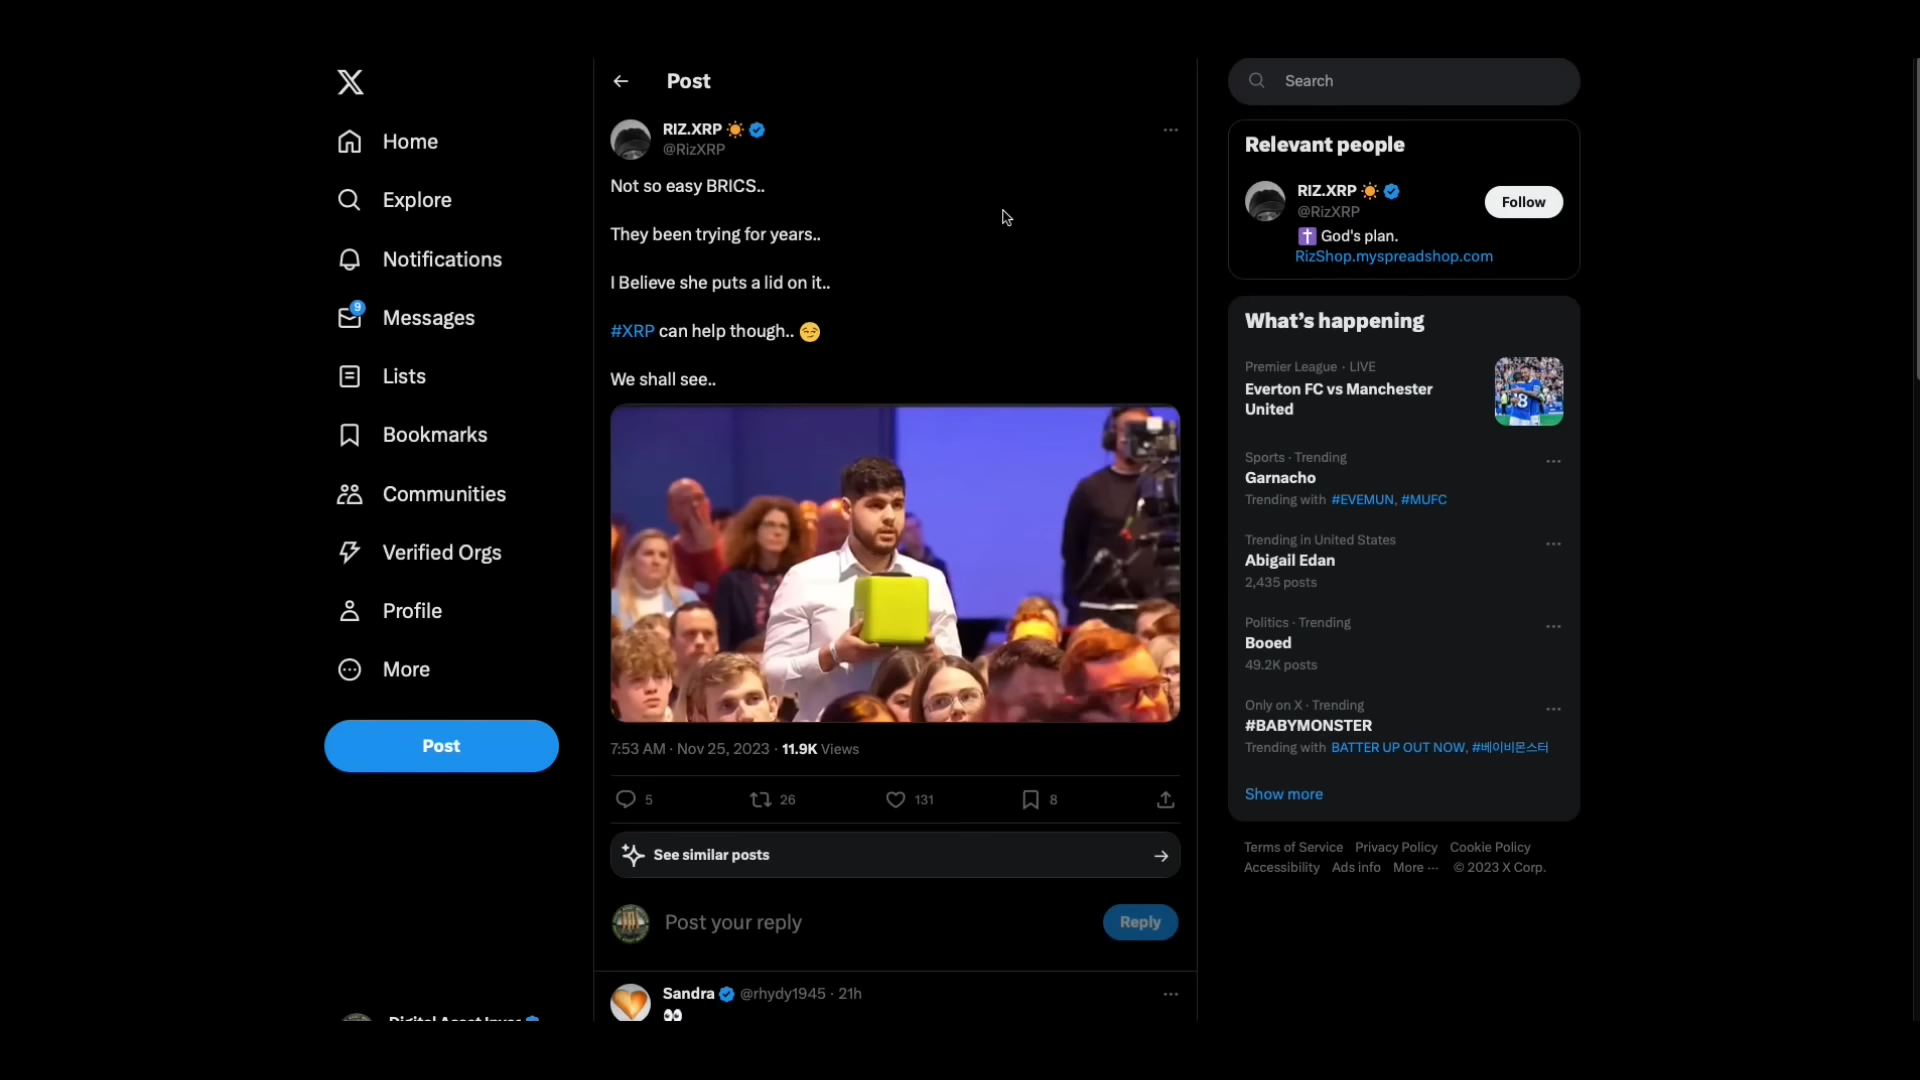 Home
Explore
Notifications
9
Messages
Lists
Bookmarks
Communities
Verified Orgs
Profile
More
Post
Post
RIZ.XRP
@RizXRP
Not so easy BRICS..
They been trying for years..
I Believe she puts a lid on it..
#XRP can help though.. 😏
We shall see..
18
7:53 AM · Nov 25, 2023 · 11.9K Views
5
26
131
8
See similar posts
Post your reply
Reply
Sandra @rhydy1945 · 21h
👀
Search
Relevant people
RIZ.XRP
@RizXRP
Follow
✝️ God's plan.
RizShop.myspreadshop.com
What's happening
Premier League · LIVE
Everton FC vs Manchester
United
Sports · Trending
Garnacho
Trending with #EVEMUN, #MUFC
Trending in United States
Abigail Edan
2,435 posts
Politics · Trending
Booed
49.2K posts
Only on X · Trending
#BABYMONSTER
Trending with BATTER UP OUT NOW, #베이비몬스터
Show more
Terms of Service Privacy Policy Cookie Policy
Accessibility Ads info More ··· © 2023 X Corp.